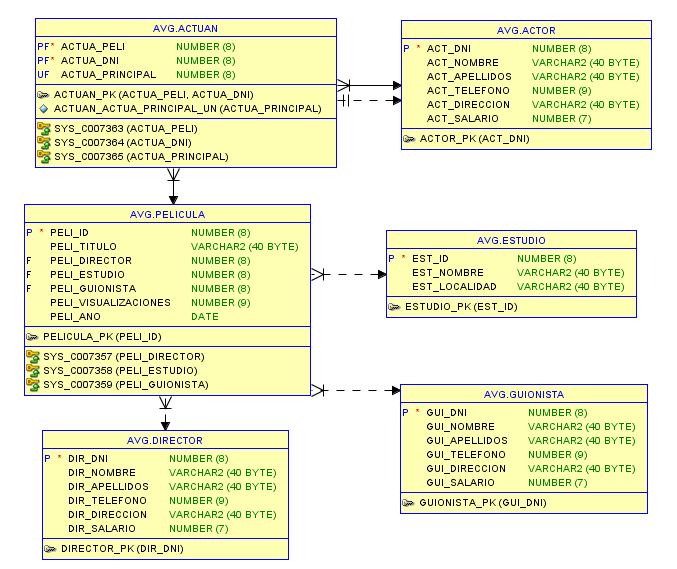 AVG.ACTUAN
PF* ACTUA_PELI NUMBER (8)
PF* ACTUA_DNI NUMBER (8)
UF ACTUA_PRINCIPAL NUMBER (8)
ACTUAN_PK (ACTUA_PELI, ACTUA_DNI)
ACTUAN_ACTUA_PRINCIPAL_UN (ACTUA_PRINCIPAL)
SYS_C007363 (ACTUA_PELI)
SYS_C007364 (ACTUA_DNI)
SYS_C007365 (ACTUA_PRINCIPAL)
AVG.ACTOR
P * ACT_DNI NUMBER (8)
ACT_NOMBRE VARCHAR2 (40 BYTE)
ACT_APELLIDOS VARCHAR2 (40 BYTE)
ACT_TELEFONO NUMBER (9)
ACT_DIRECCION VARCHAR2 (40 BYTE)
ACT_SALARIO NUMBER (7)
ACTOR_PK (ACT_DNI)
AVG.PELICULA
P * PELI_ID NUMBER (8)
PELI_TITULO VARCHAR2 (40 BYTE)
F PELI_DIRECTOR NUMBER (8)
F PELI_ESTUDIO NUMBER (8)
F PELI_GUIONISTA NUMBER (8)
PELI_VISUALIZACIONES NUMBER (9)
PELI_ANO DATE
PELICULA_PK (PELI_ID)
SYS_C007357 (PELI_DIRECTOR)
SYS_C007358 (PELI_ESTUDIO)
SYS_C007359 (PELI_GUIONISTA)
AVG.ESTUDIO
P * EST_ID NUMBER (8)
EST_NOMBRE VARCHAR2 (40 BYTE)
EST_LOCALIDAD VARCHAR2 (40 BYTE)
ESTUDIO_PK (EST_ID)
AVG.GUIONISTA
P * GUI_DNI NUMBER (8)
GUI_NOMBRE VARCHAR2 (40 BYTE)
GUI_APELLIDOS VARCHAR2 (40 BYTE)
GUI_TELEFONO NUMBER (9)
GUI_DIRECCION VARCHAR2 (40 BYTE)
GUI_SALARIO NUMBER (7)
GUIONISTA_PK (GUI_DNI)
AVG.DIRECTOR
P * DIR_DNI NUMBER (8)
DIR_NOMBRE VARCHAR2 (40 BYTE)
DIR_APELLIDOS VARCHAR2 (40 BYTE)
DIR_TELEFONO NUMBER (9)
DIR_DIRECCION VARCHAR2 (40 BYTE)
DIR_SALARIO NUMBER (7)
DIRECTOR_PK (DIR_DNI)